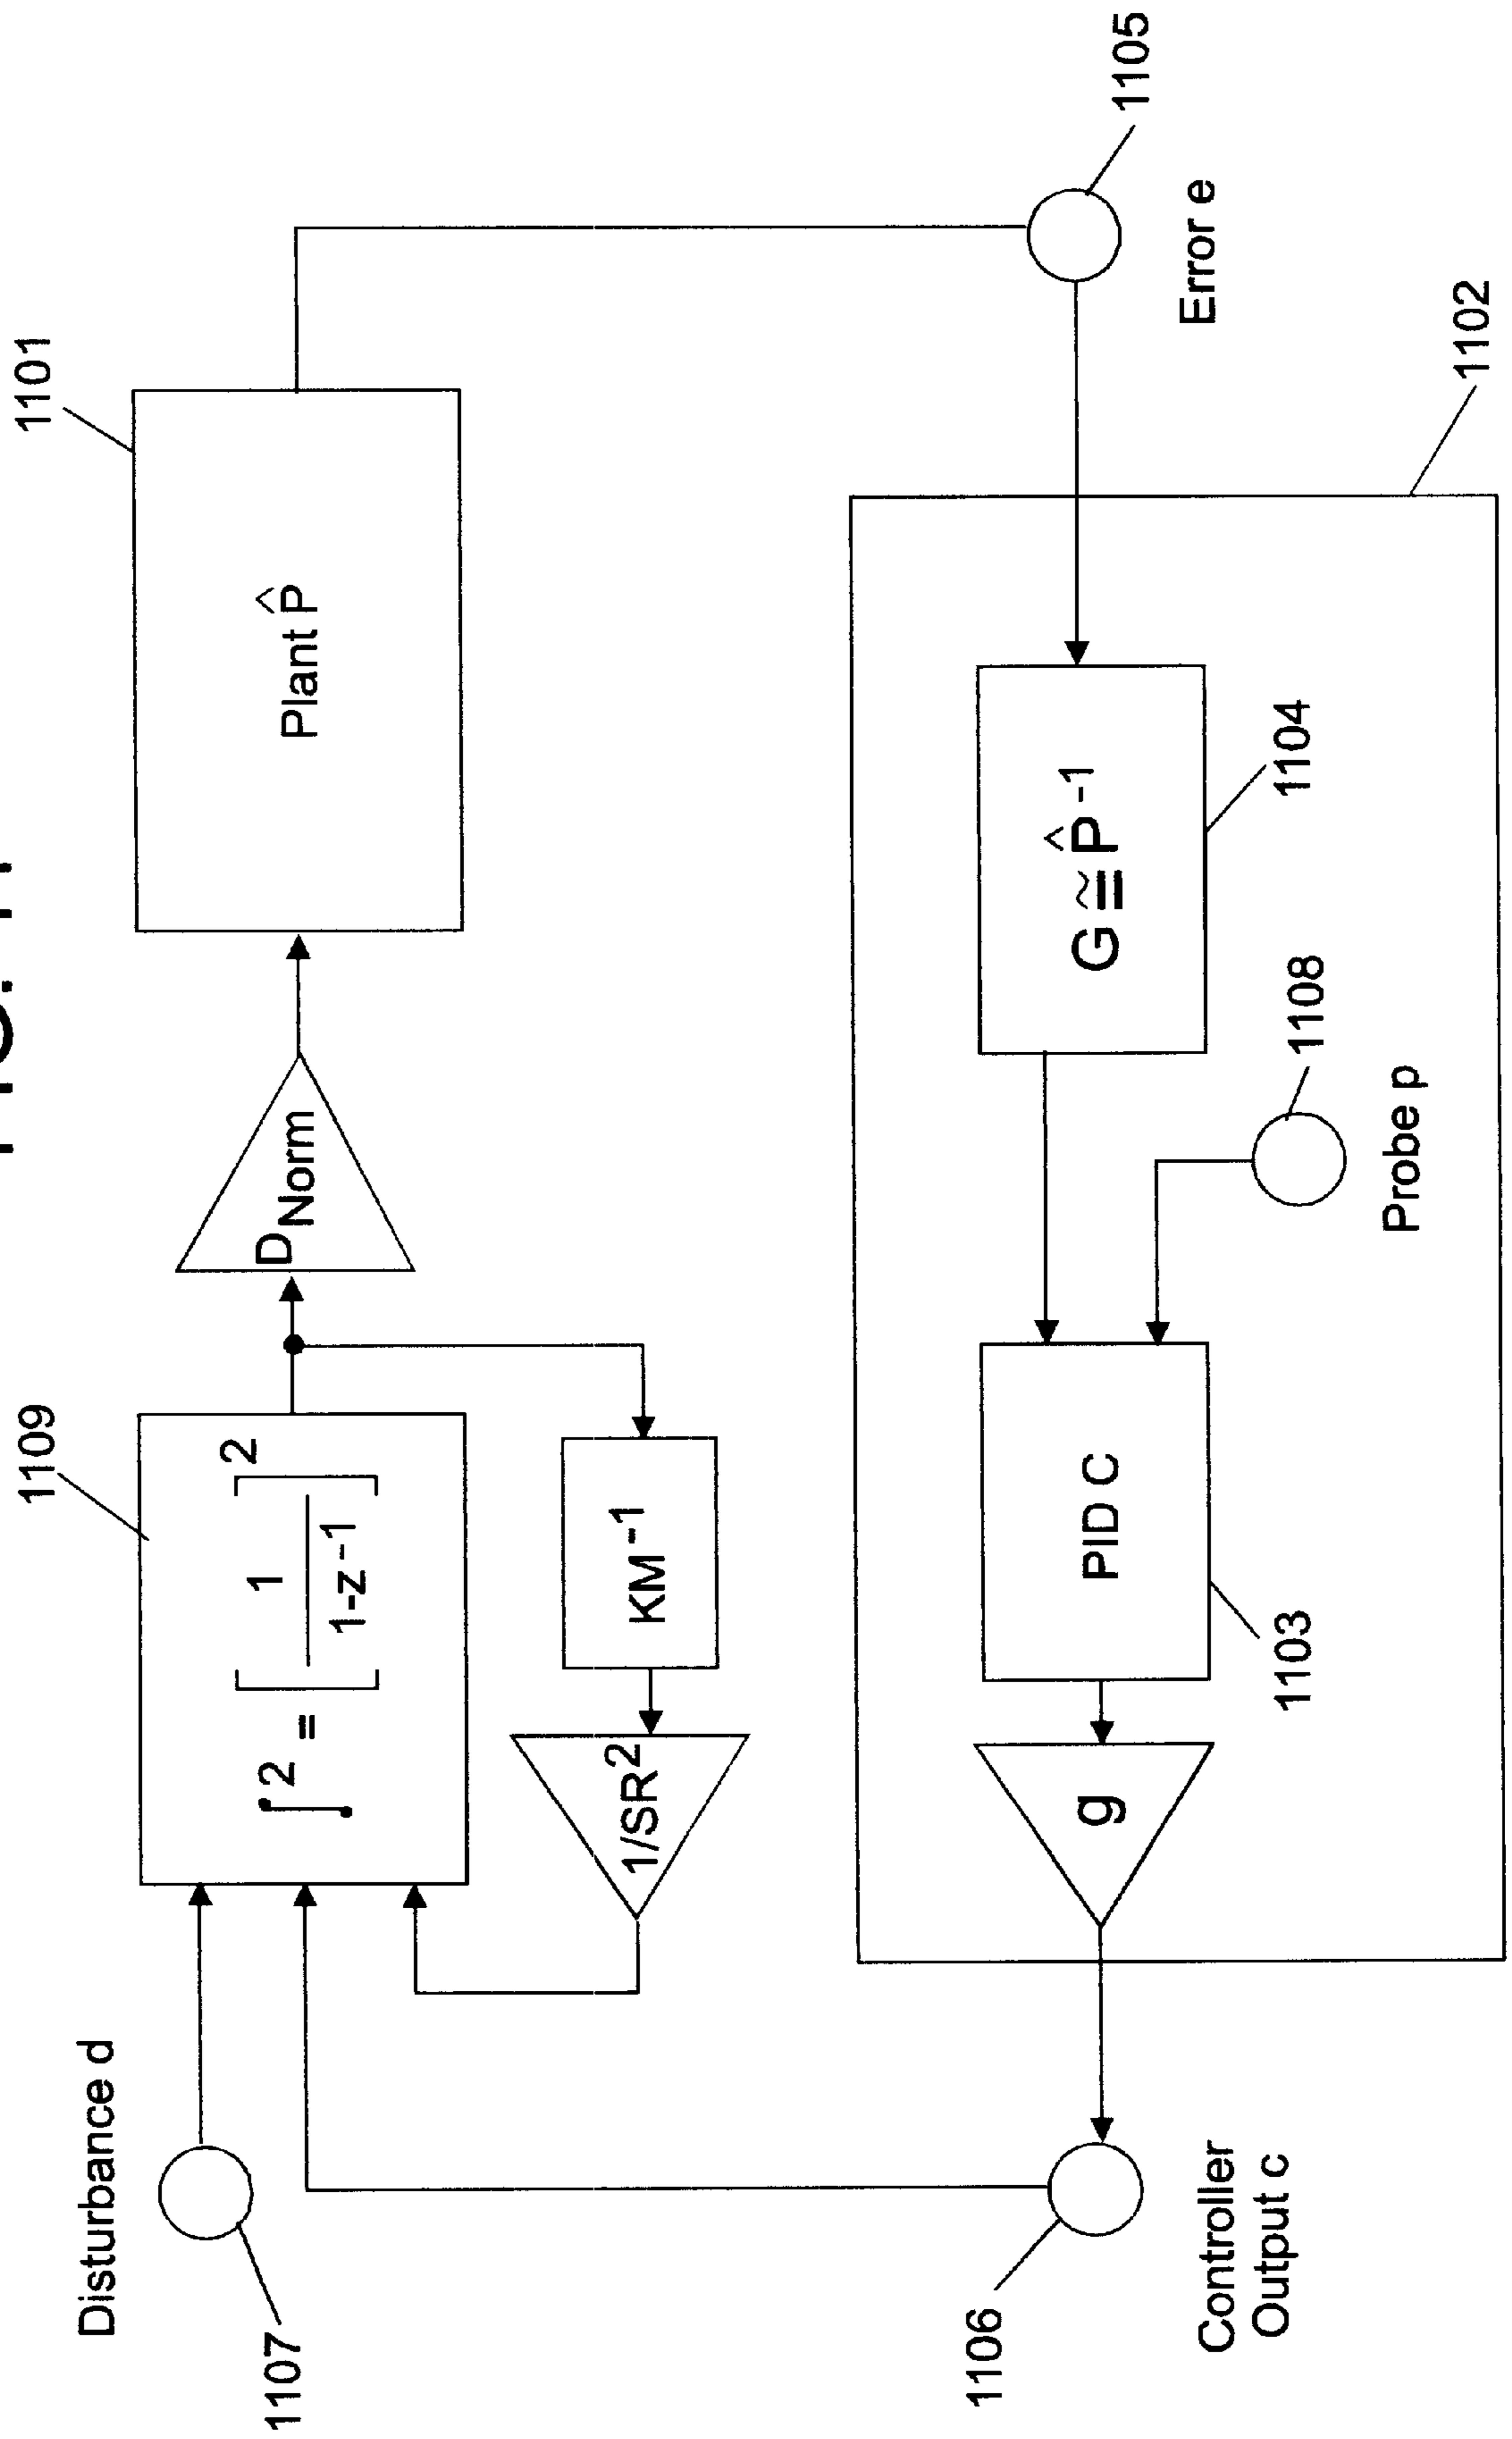 Disturbance d
1107
1109
∫² = [1/(1-z⁻¹)]²
D_Norm
1101
Plant P̂
KM⁻¹
1/SR²
1105
Error e
1102
G ≅ P̂⁻¹
1104
1108
Probe p
PID C
1103
g
1106
Controller
Output c